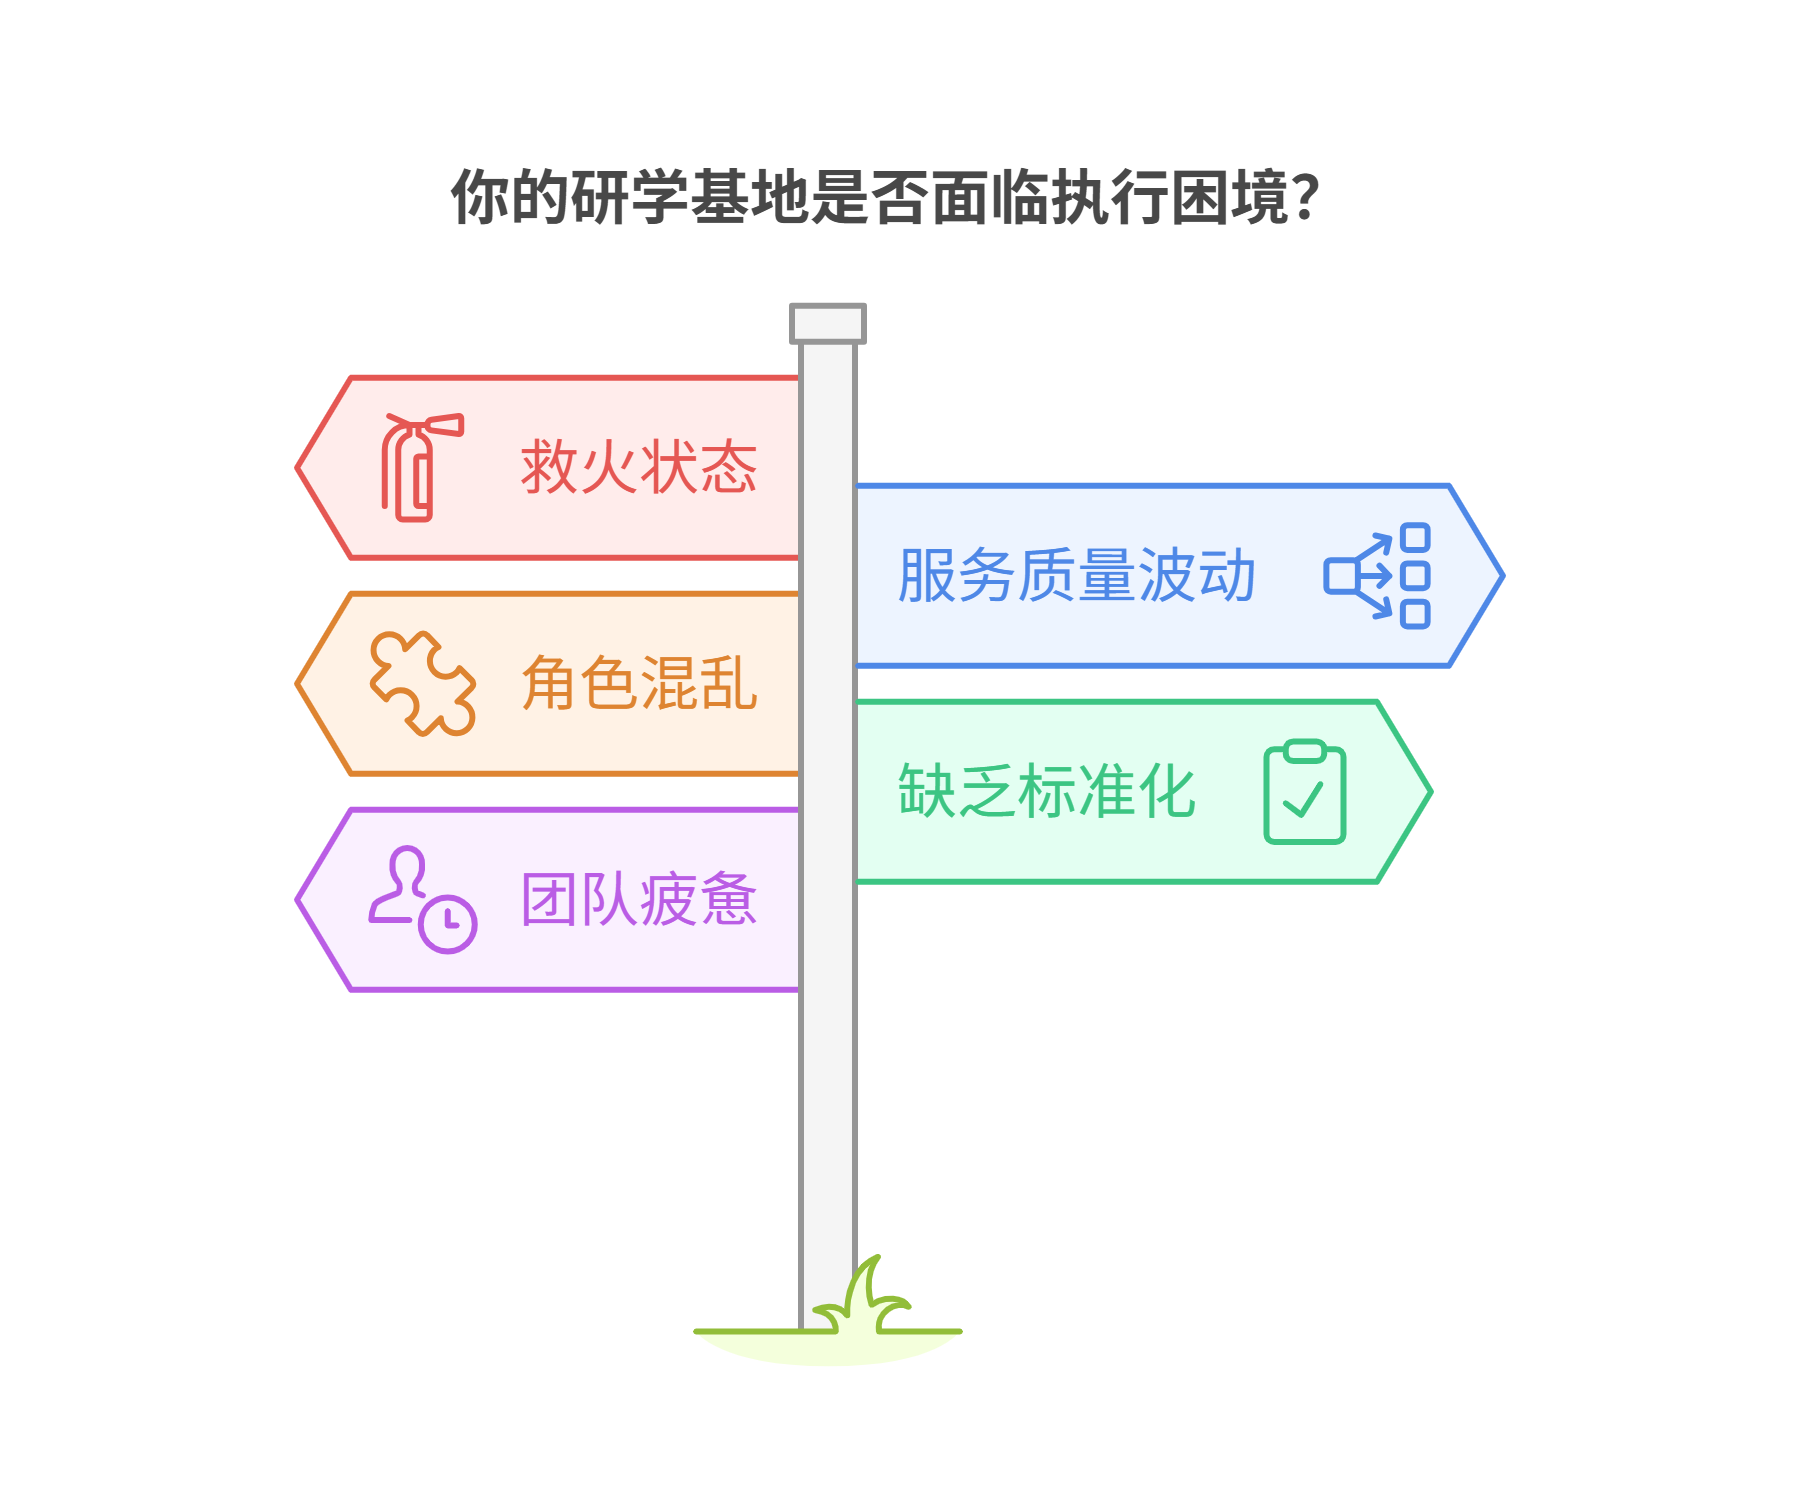 你的研学基地是否面临执行困境?
救火状态
服务质量波动
角色混乱
缺乏标准化
团队疲惫